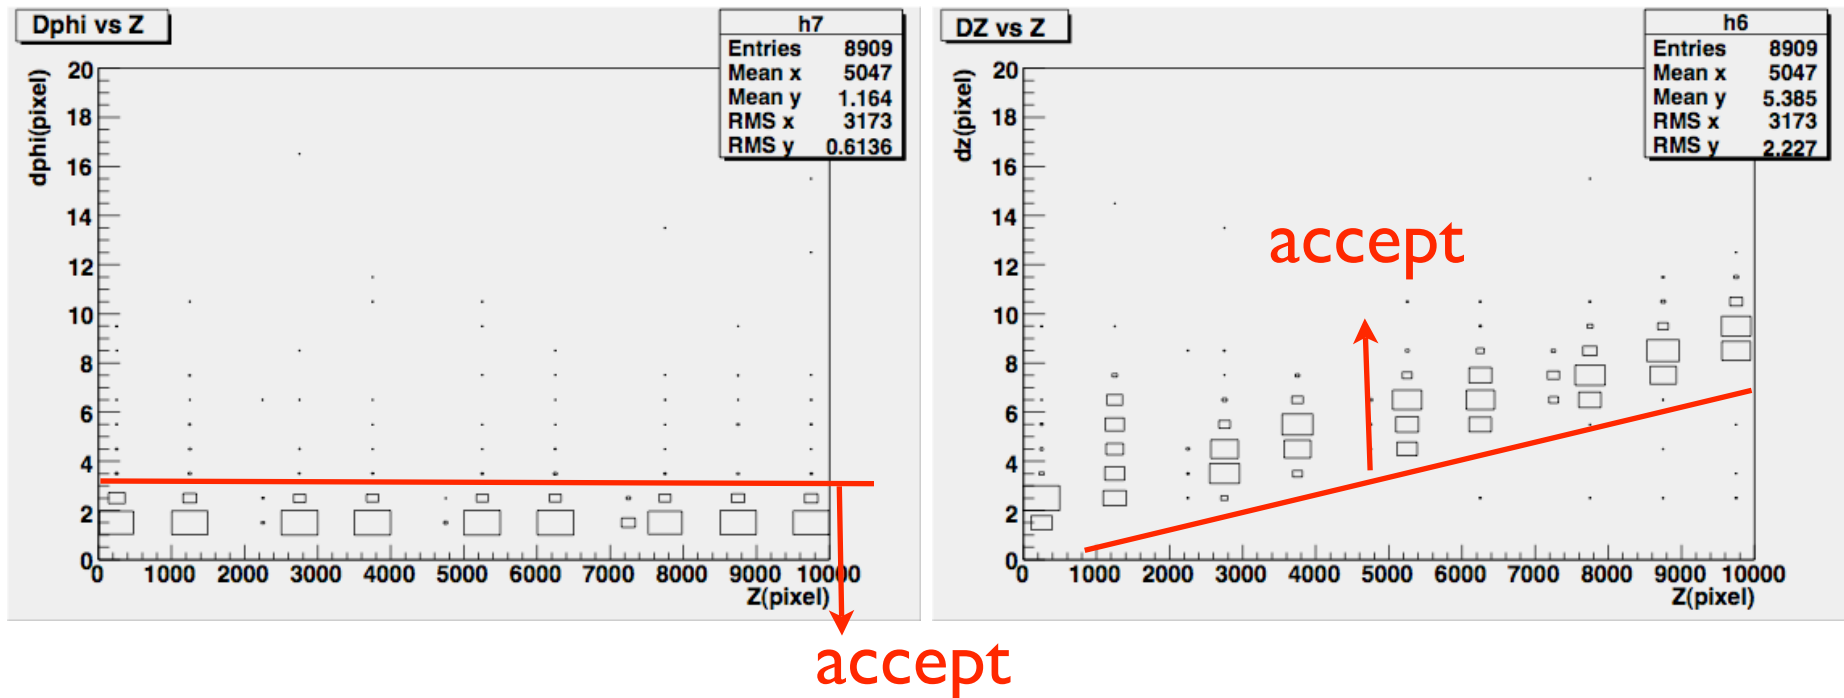 Dphi vs Z
h7
Entries 8909
Mean x 5047
Mean y 1.164
RMS x 3173
RMS y 0.6136
dphi(pixel)
20
18
16
14
12
10
8
6
4
2
0
0 1000 2000 3000 4000 5000 6000 7000 8000 9000 10000
Z(pixel)
accept
DZ vs Z
h6
Entries 8909
Mean x 5047
Mean y 5.385
RMS x 3173
RMS y 2.227
dz(pixel)
20
18
16
14
12
10
8
6
4
2
0
0 1000 2000 3000 4000 5000 6000 7000 8000 9000 10000
Z(pixel)
accept